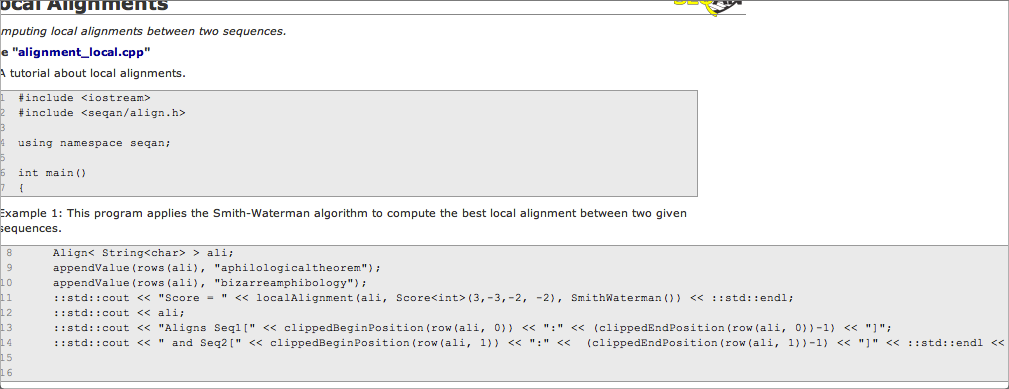 ocal Alignments
mputing local alignments between two sequences.
e "alignment_local.cpp"
A tutorial about local alignments.
1 #include <iostream>
2 #include <seqan/align.h>
3
4 using namespace seqan;
5
6 int main()
7 {
Example 1: This program applies the Smith-Waterman algorithm to compute the best local alignment between two given
sequences.
8 Align< String<char> > ali;
9 appendValue(rows(ali), "aphilologicaltheorem");
10 appendValue(rows(ali), "bizarreamphibology");
11 ::std::cout << "Score = " << localAlignment(ali, Score<int>(3,-3,-2, -2), SmithWaterman()) << ::std::endl;
12 ::std::cout << ali;
13 ::std::cout << "Aligns Seq1[" << clippedBeginPosition(row(ali, 0)) << ":" << (clippedEndPosition(row(ali, 0))-1) << "]";
14 ::std::cout << " and Seq2[" << clippedBeginPosition(row(ali, 1)) << ":" <<  (clippedEndPosition(row(ali, 1))-1) << "]" << ::std::endl <<
15
16